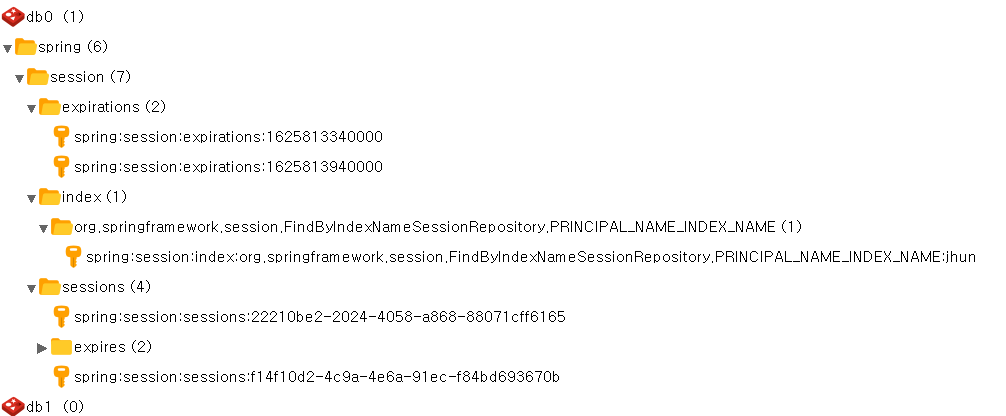 db0 (1)
spring (6)
session (7)
expirations (2)
spring:session:expirations:1625813340000
spring:session:expirations:1625813940000
index (1)
org.springframework.session.FindByIndexNameSessionRepository.PRINCIPAL_NAME_INDEX_NAME (1)
spring:session:index:org.springframework.session.FindByIndexNameSessionRepository.PRINCIPAL_NAME_INDEX_NAME:jhun
sessions (4)
spring:session:sessions:22210be2-2024-4058-a868-88071cff6165
expires (2)
spring:session:sessions:f14f10d2-4c9a-4e6a-91ec-f84bd693670b
db1 (0)